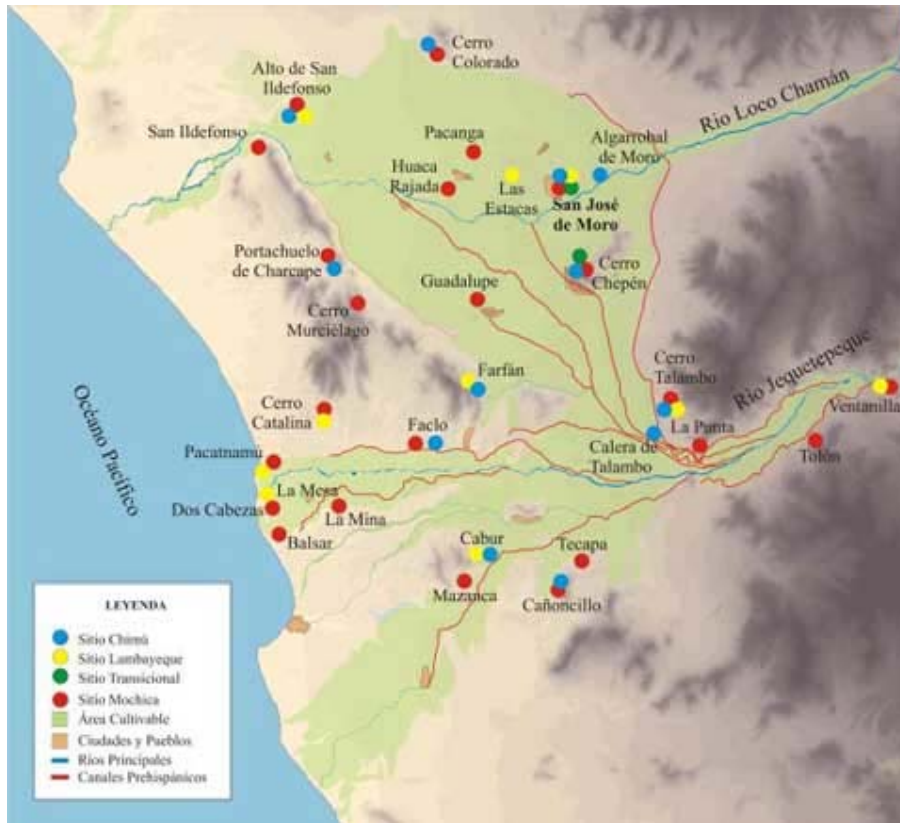 Cerro
Colorado
Alto de San
Ildefonso
Río Loco Chamán
San Ildefonso
Pacanga
Algarrobal
de Moro
Huaca
Rajada
Las
Estacas
San José
de Moro
Portachuelo
de Charcape
Cerro
Chepén
Guadalupe
Cerro
Murciélago
Océano Pacífico
Farfán
Cerro
Talambo
Río Jequetepeque
Ventanilla
Cerro
Catalina
Faclo
La Punta
Calera de
Talambo
Tolón
Pacatnamú
La Mesa
Dos Cabezas
La Mina
Balsar
Cabur
Tecapa
Mazanca
Cañoncillo
LEYENDA
Sitio Chimú
Sitio Lambayeque
Sitio Transicional
Sitio Mochica
Área Cultivable
Ciudades y Pueblos
Ríos Principales
Canales Prehispánicos